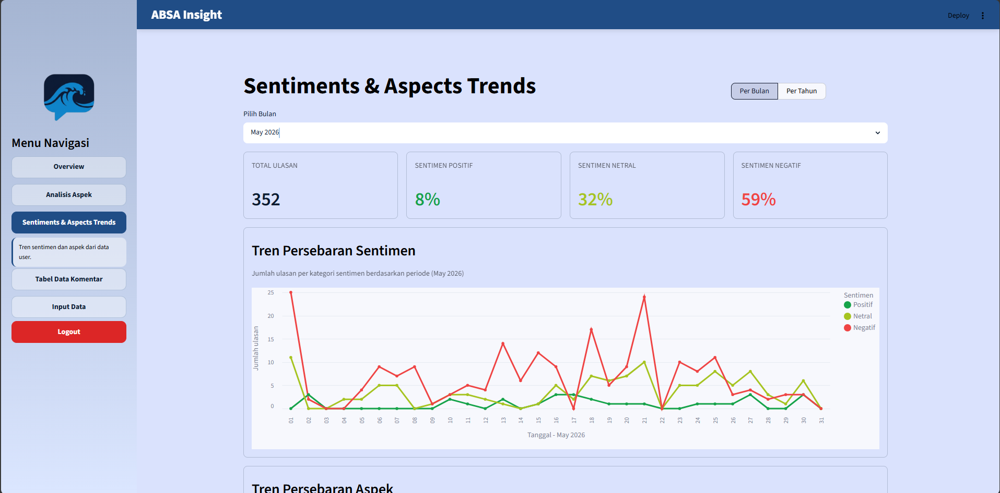 ABSA Insight
Deploy
Menu Navigasi
Overview
Analisis Aspek
Sentiments & Aspects Trends
Tren sentimen dan aspek dari data
user.
Tabel Data Komentar
Input Data
Logout
Sentiments & Aspects Trends
Per Bulan
Per Tahun
Pilih Bulan
May 2026
TOTAL ULASAN
352
SENTIMEN POSITIF
8%
SENTIMEN NETRAL
32%
SENTIMEN NEGATIF
59%
Tren Persebaran Sentimen
Jumlah ulasan per kategori sentimen berdasarkan periode (May 2026)
Jumlah ulasan
25
20
15
10
5
0
01 02 03 04 05 06 07 08 09 10 11 12 13 14 15 16 17 18 19 20 21 22 23 24 25 26 27 28 29 30 31
Tanggal - May 2026
Sentimen
Positif
Netral
Negatif
Tren Persebaran Aspek